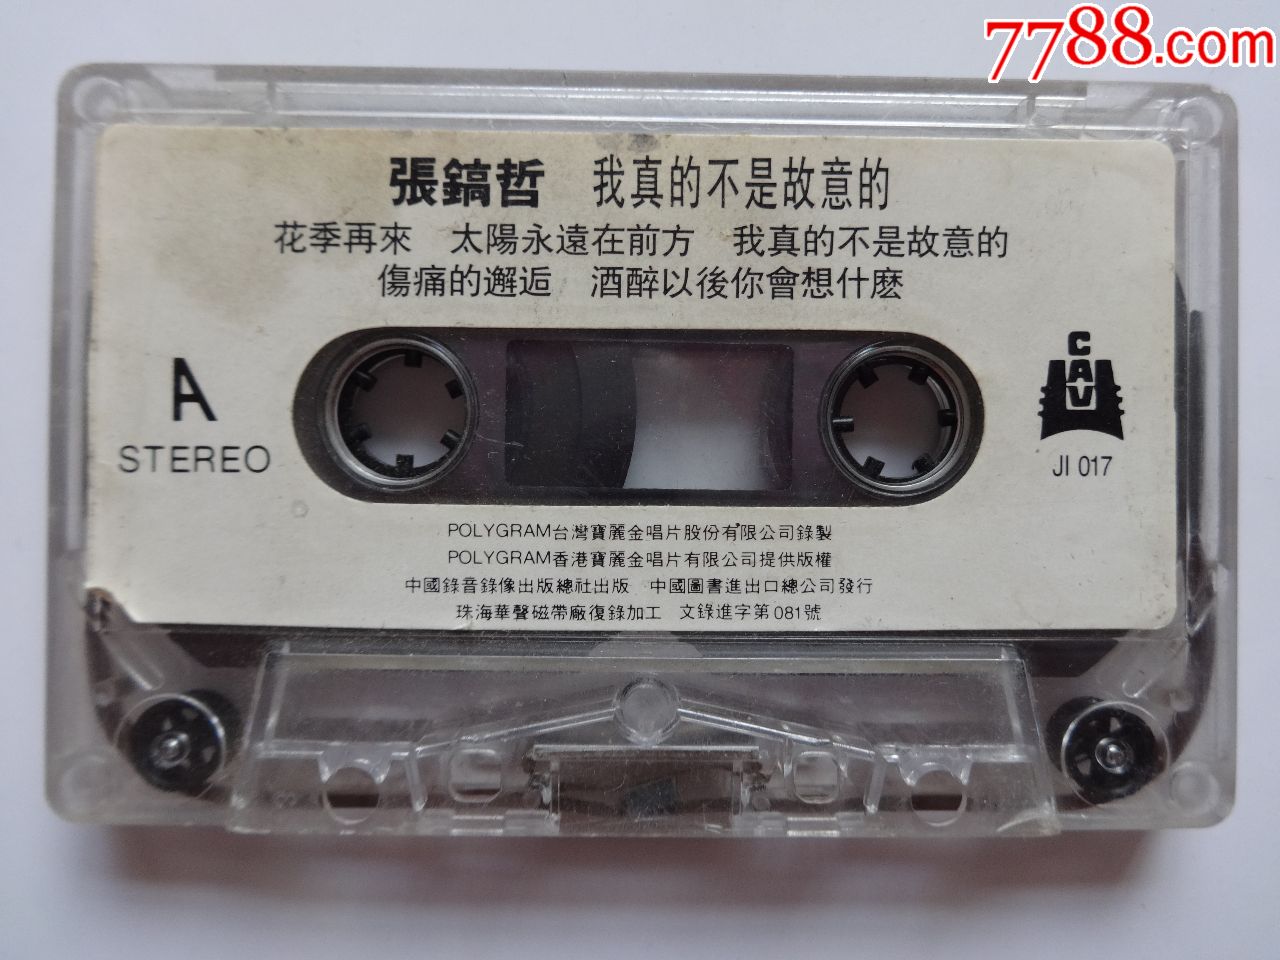 7788.com
張鎬哲 我真的不是故意的
花季再來 太陽永遠在前方 我真的不是故意的
傷痛的邂逅 酒醉以後你會想什麽
A
STEREO
CAV
JI 017
POLYGRAM台灣寶麗金唱片股份有限公司錄製
POLYGRAM香港寶麗金唱片有限公司提供版權
中國錄音錄像出版總社出版 中國圖書進出口總公司發行
珠海華聲磁帶廠復錄加工 文錄進字第081號